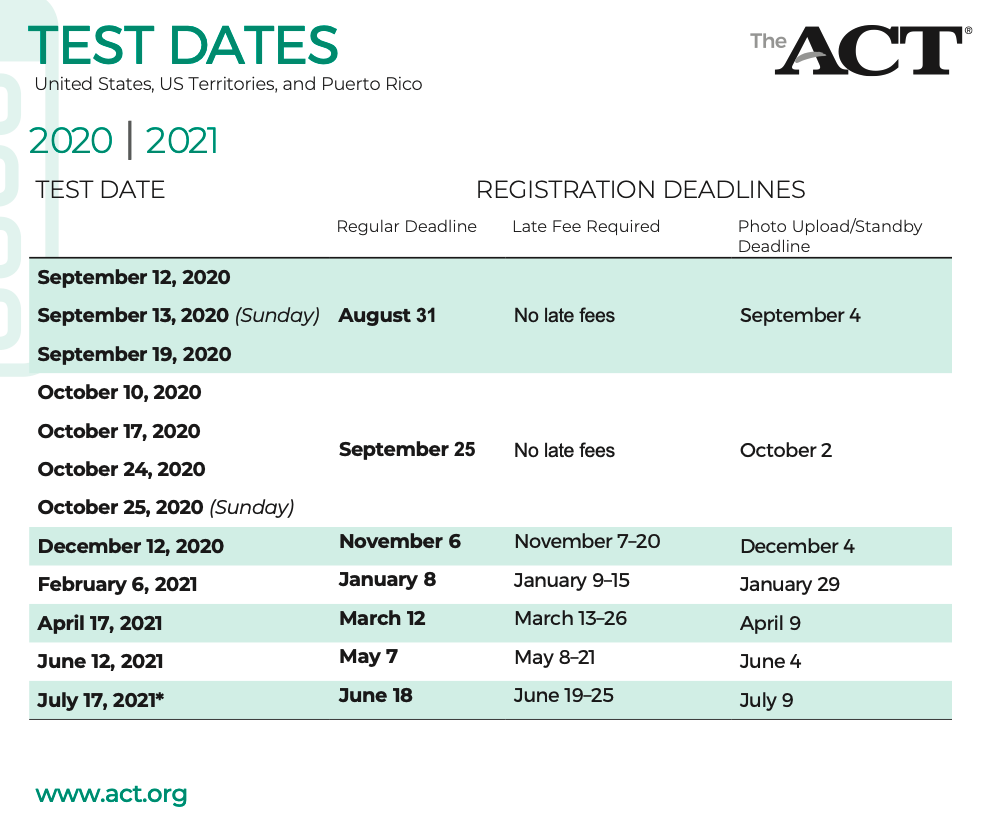 TEST DATES
The ACT®
United States, US Territories, and Puerto Rico
2020 | 2021
TEST DATE
REGISTRATION DEADLINES
Regular Deadline
Late Fee Required
Photo Upload/Standby
Deadline
September 12, 2020
September 13, 2020 (Sunday) August 31 No late fees September 4
September 19, 2020
October 10, 2020
October 17, 2020
September 25 No late fees October 2
October 24, 2020
October 25, 2020 (Sunday)
December 12, 2020 November 6 November 7–20 December 4
February 6, 2021 January 8 January 9–15 January 29
April 17, 2021 March 12 March 13–26 April 9
June 12, 2021 May 7 May 8–21 June 4
July 17, 2021* June 18 June 19–25 July 9
www.act.org